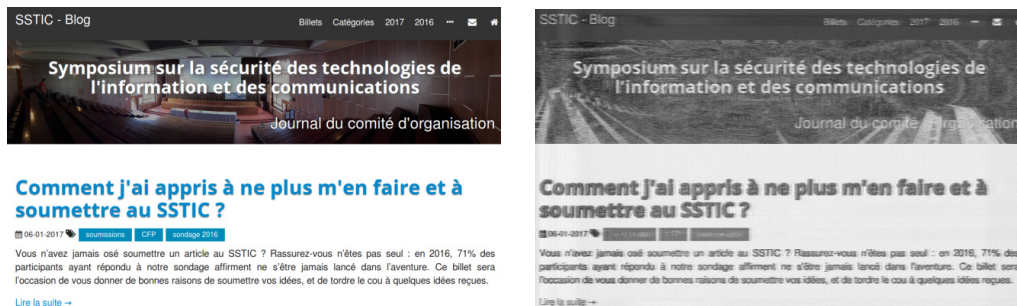 SSTIC - Blog
Billets Catégories 2017 2016 ···
Symposium sur la sécurité des technologies de
l'information et des communications
Journal du comité d'organisation
Comment j'ai appris à ne plus m'en faire et à
soumettre au SSTIC ?
06-01-2017 soumissions CFP sondage 2016
Vous n'avez jamais osé soumettre un article au SSTIC ? Rassurez-vous n'êtes pas seul : en 2016, 71% des
participants ayant répondu à notre sondage affirment ne s'être jamais lancé dans l'aventure. Ce billet sera
l'occasion de vous donner de bonnes raisons de soumettre vos idées, et de tordre le cou à quelques idées reçues.
Lire la suite →
SSTIC - Blog
Billets Catégories 2017 2016
Symposium sur la sécurité des technologies de
l'information et des communications
Journal du comité
Comment j'ai appris à ne plus m'en faire et à
soumettre au SSTIC ?
06-01-2017 CFP
Vous n'avez jamais osé soumettre un article au SSTIC ? Rassurez-vous n'êtes pas seul : en 2016, 71% des
participants ayant répondu à notre sondage affirment ne s'être jamais lancé dans l'aventure. Ce billet sera
l'occasion de vous donner de bonnes raisons de soumettre vos idées, et de tordre le cou à quelques idées reçues.
Lire la suite →